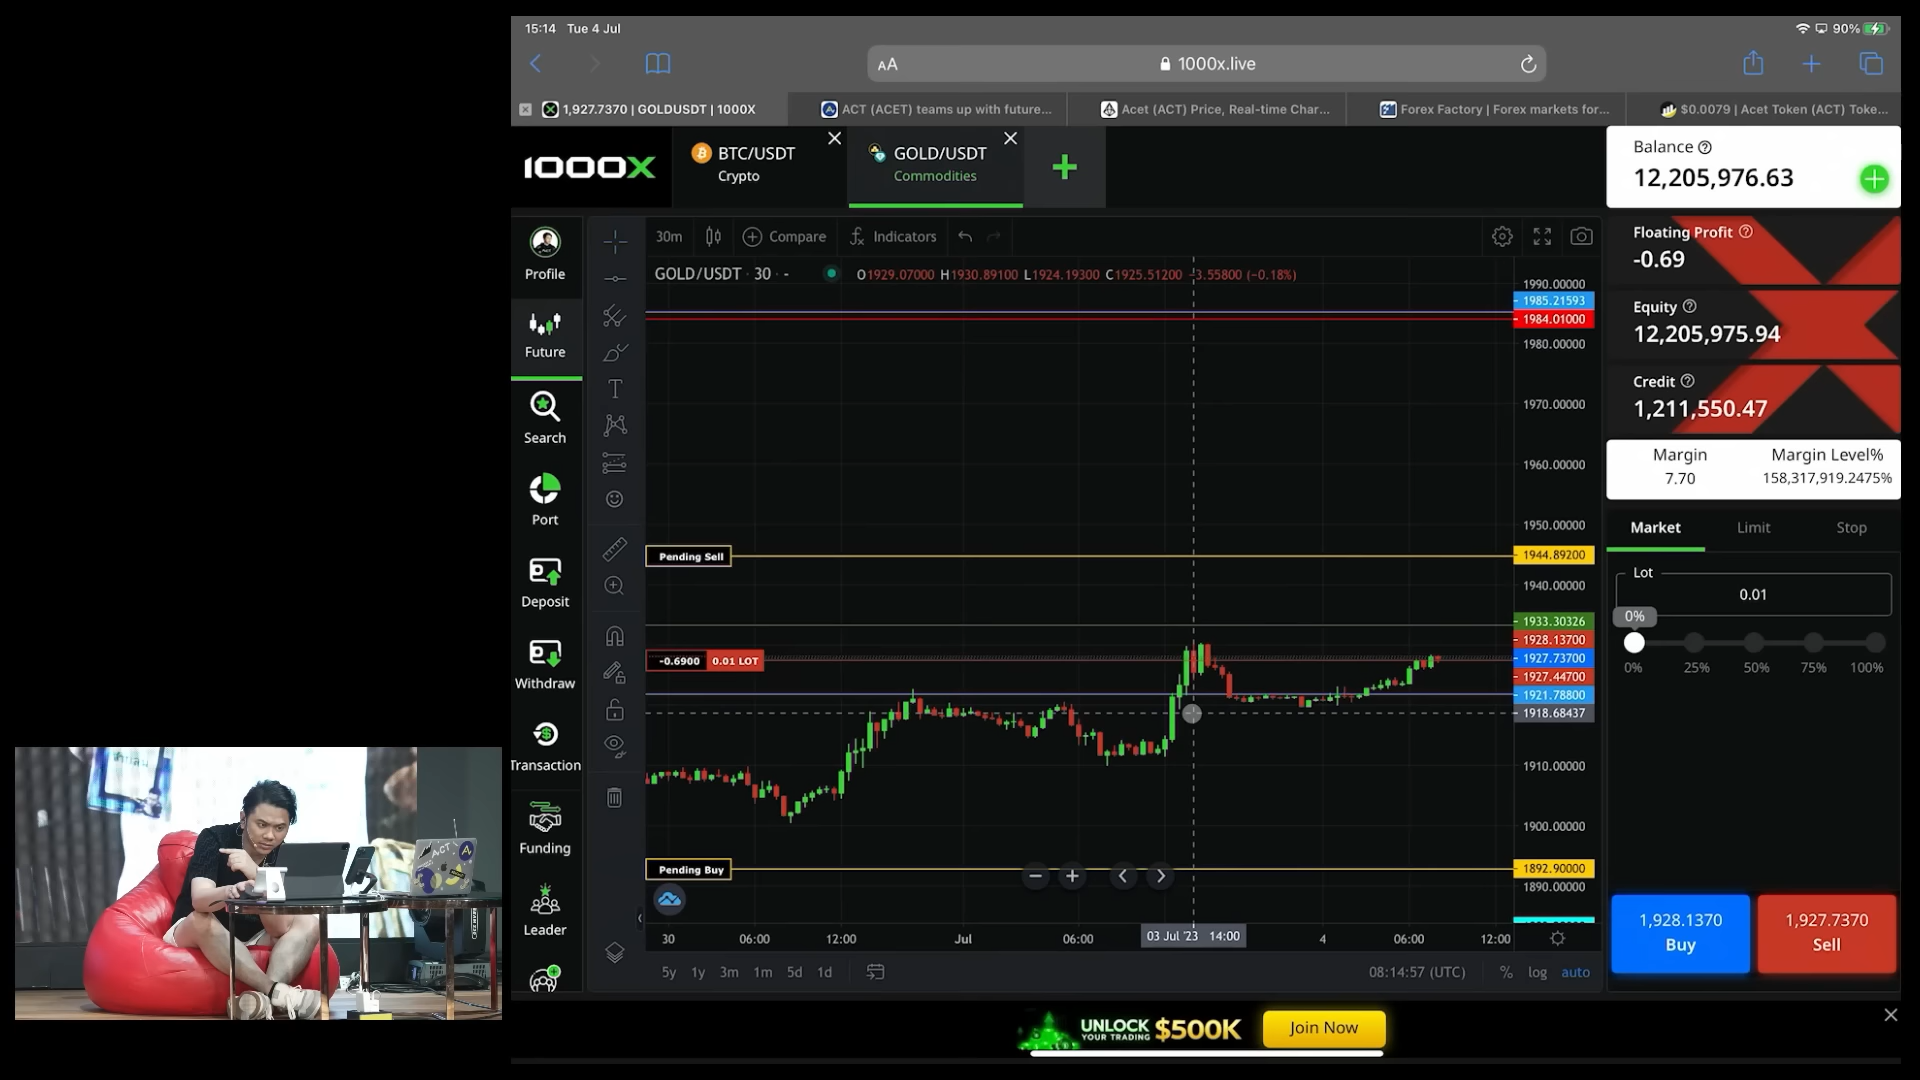 15:14 Tue 4 Jul
90%
AA
1000x.live
1,927.7370 | GOLDUSDT | 1000X
ACT (ACET) teams up with future...
Acet (ACT) Price, Real-time Char...
Forex Factory | Forex markets for...
$0.0079 | Acet Token (ACT) Toke...
1000X
BTC/USDT
Crypto
GOLD/USDT
Commodities
Balance
12,205,976.63
Floating Profit
-0.69
Equity
12,205,975.94
Credit
1,211,550.47
Margin
7.70
Margin Level%
158,317,919.2475%
Market
Limit
Stop
Lot
0.01
0%
0%
25%
50%
75%
100%
1,928.1370
Buy
1,927.7370
Sell
Profile
Future
Search
Port
Deposit
Withdraw
Transaction
Funding
Leader
30m
Compare
Indicators
GOLD/USDT · 30 · -
O1929.07000 H1930.89100 L1924.19300 C1925.51200 -3.55800 (-0.18%)
1990.00000
1985.21593
1984.01000
1980.00000
1970.00000
1960.00000
1950.00000
Pending Sell
1944.89200
1940.00000
1933.30326
1928.13700
-0.6900 0.01 LOT
1927.73700
1927.44700
1921.78800
1918.68437
1910.00000
1900.00000
Pending Buy
1892.90000
1890.00000
30
06:00
12:00
Jul
06:00
03 Jul '23 14:00
4
06:00
12:00
5y
1y
3m
1m
5d
1d
08:14:57 (UTC)
%
log
auto
UNLOCK
YOUR TRADING
$500K
Join Now
ACT